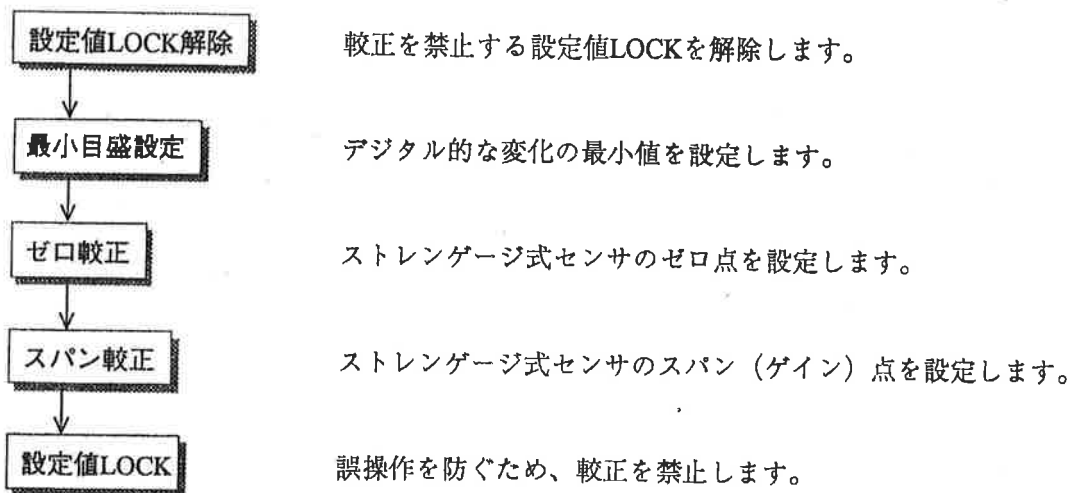 設定値LOCK解除 較正を禁止する設定値LOCKを解除します。
最小目盛設定 デジタル的な変化の最小値を設定します。
ゼロ較正 ストレンゲージ式センサのゼロ点を設定します。
スパン較正 ストレンゲージ式センサのスパン（ゲイン）点を設定します。
設定値LOCK 誤操作を防ぐため、較正を禁止します。